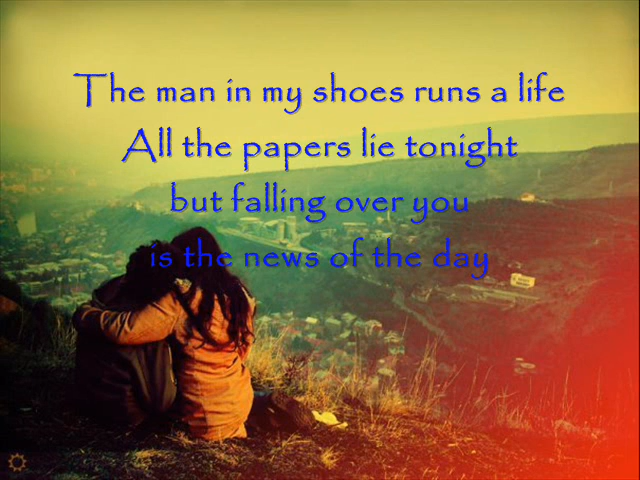 The man in my shoes runs a life
All the papers lie tonight
but falling over you
is the news of the day